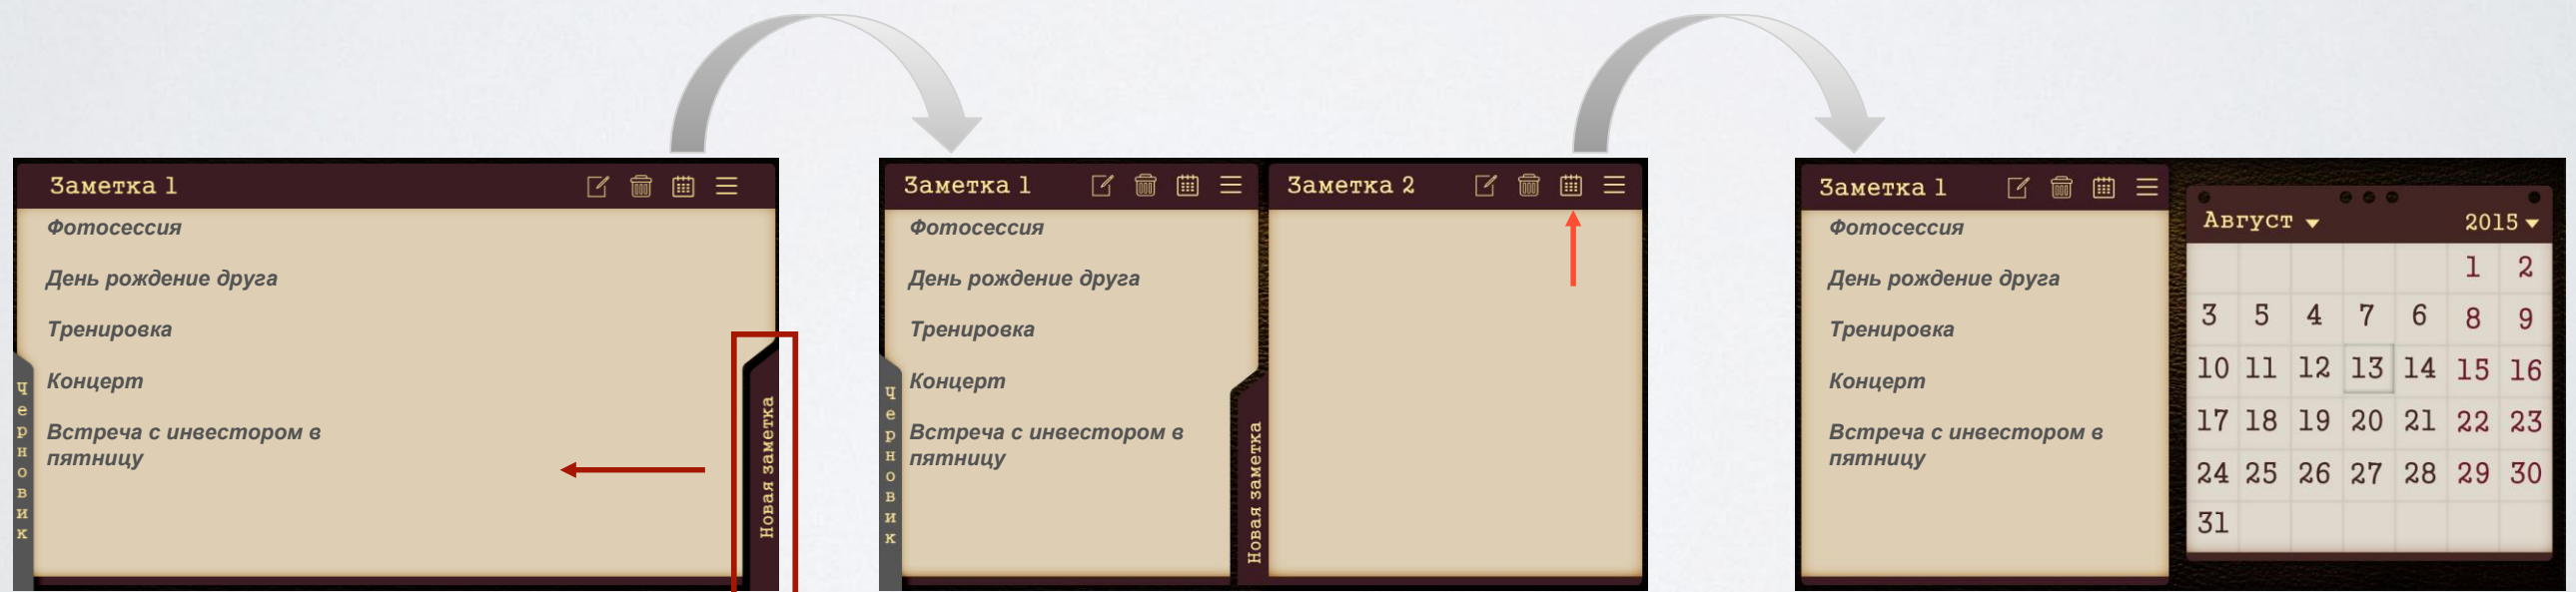 Заметка 1
Фотосессия
День рождение друга
Тренировка
Концерт
Встреча с инвестором в
пятницу
Черновик
Новая заметка
Заметка 1
Фотосессия
День рождение друга
Тренировка
Концерт
Встреча с инвестором в
пятницу
Черновик
Новая заметка
Заметка 2
Заметка 1
Фотосессия
День рождение друга
Тренировка
Концерт
Встреча с инвестором в
пятницу
Август 2015
1 2
3 5 4 7 6 8 9
10 11 12 13 14 15 16
17 18 19 20 21 22 23
24 25 26 27 28 29 30
31